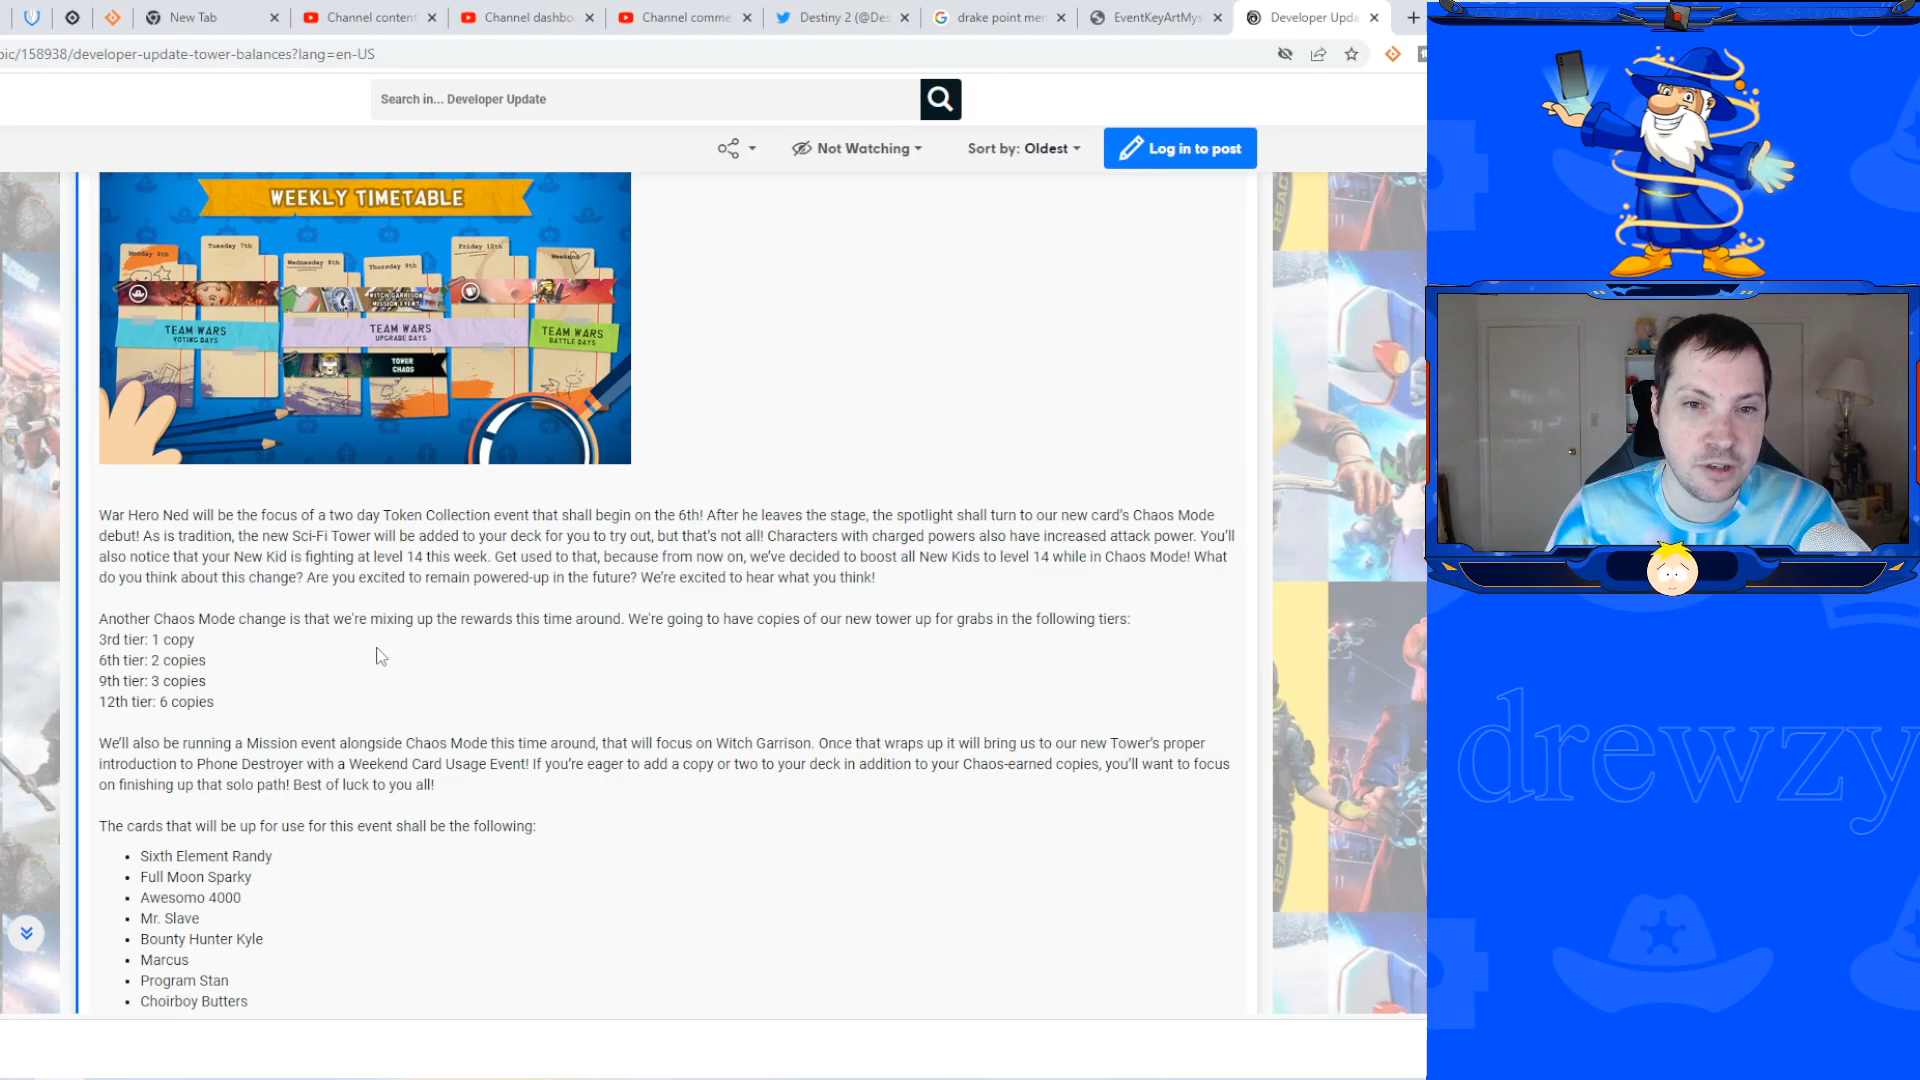 New Tab
Channel content
Channel dashbo
Channel comme
Destiny 2 (@Des
drake point men
EventKeyArtMys
Developer Upda
pic/158938/developer-update-tower-balances?lang=en-US
Search in... Developer Update
Not Watching
Sort by: Oldest
Log in to post
WEEKLY TIMETABLE
Monday 6th
Tuesday 7th
Wednesday 8th
Thursday 9th
Friday 10th
Weekend
WITCH GARRISON
MISSION EVENT
TEAM WARS
VOTING DAYS
TEAM WARS
UPGRADE DAYS
TEAM WARS
BATTLE DAYS
TOWER
CHAOS
War Hero Ned will be the focus of a two day Token Collection event that shall begin on the 6th! After he leaves the stage, the spotlight shall turn to our new card's Chaos Mode
debut! As is tradition, the new Sci-Fi Tower will be added to your deck for you to try out, but that's not all! Characters with charged powers also have increased attack power. You'll
also notice that your New Kid is fighting at level 14 this week. Get used to that, because from now on, we've decided to boost all New Kids to level 14 while in Chaos Mode! What
do you think about this change? Are you excited to remain powered-up in the future? We're excited to hear what you think!
Another Chaos Mode change is that we're mixing up the rewards this time around. We're going to have copies of our new tower up for grabs in the following tiers:
3rd tier: 1 copy
6th tier: 2 copies
9th tier: 3 copies
12th tier: 6 copies
We'll also be running a Mission event alongside Chaos Mode this time around, that will focus on Witch Garrison. Once that wraps up it will bring us to our new Tower's proper
introduction to Phone Destroyer with a Weekend Card Usage Event! If you're eager to add a copy or two to your deck in addition to your Chaos-earned copies, you'll want to focus
on finishing up that solo path! Best of luck to you all!
The cards that will be up for use for this event shall be the following:
• Sixth Element Randy
• Full Moon Sparky
• Awesomo 4000
• Mr. Slave
• Bounty Hunter Kyle
• Marcus
• Program Stan
• Choirboy Butters
REACT
REACT
drewzy